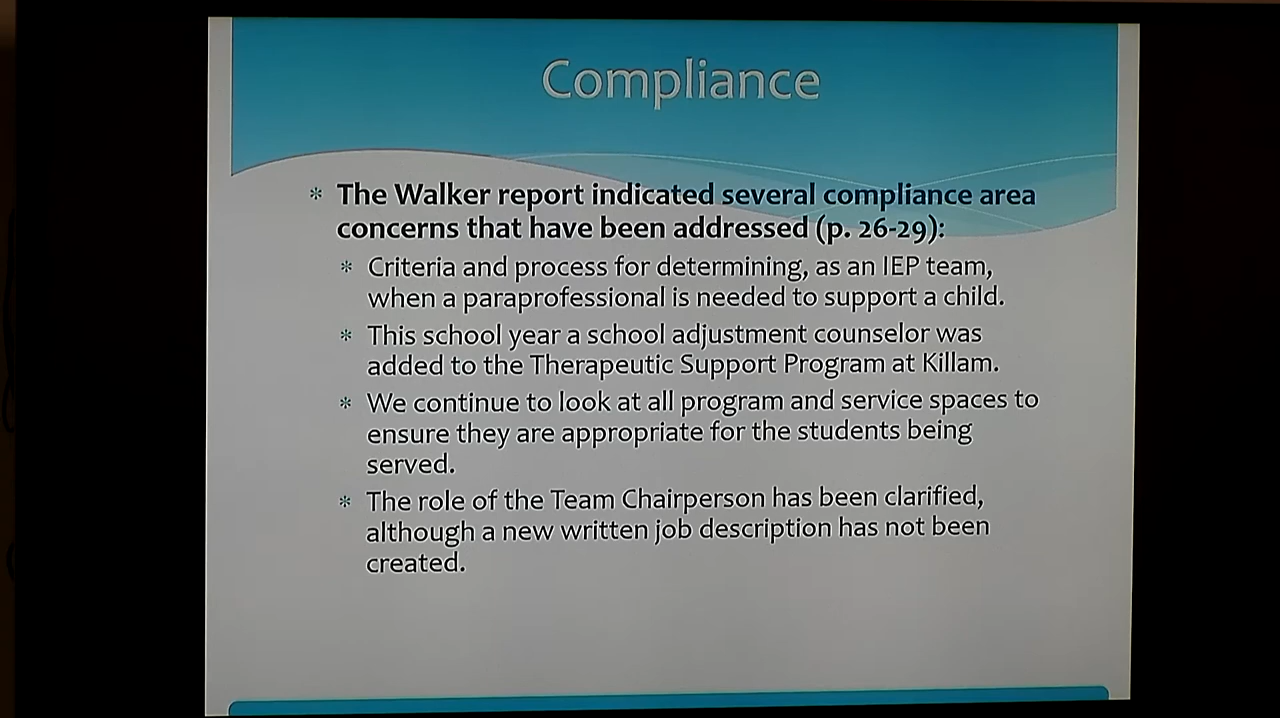 Compliance
* The Walker report indicated several compliance area
concerns that have been addressed (p. 26-29):
* Criteria and process for determining, as an IEP team,
when a paraprofessional is needed to support a child.
* This school year a school adjustment counselor was
added to the Therapeutic Support Program at Killam.
* We continue to look at all program and service spaces to
ensure they are appropriate for the students being
served.
* The role of the Team Chairperson has been clarified,
although a new written job description has not been
created.